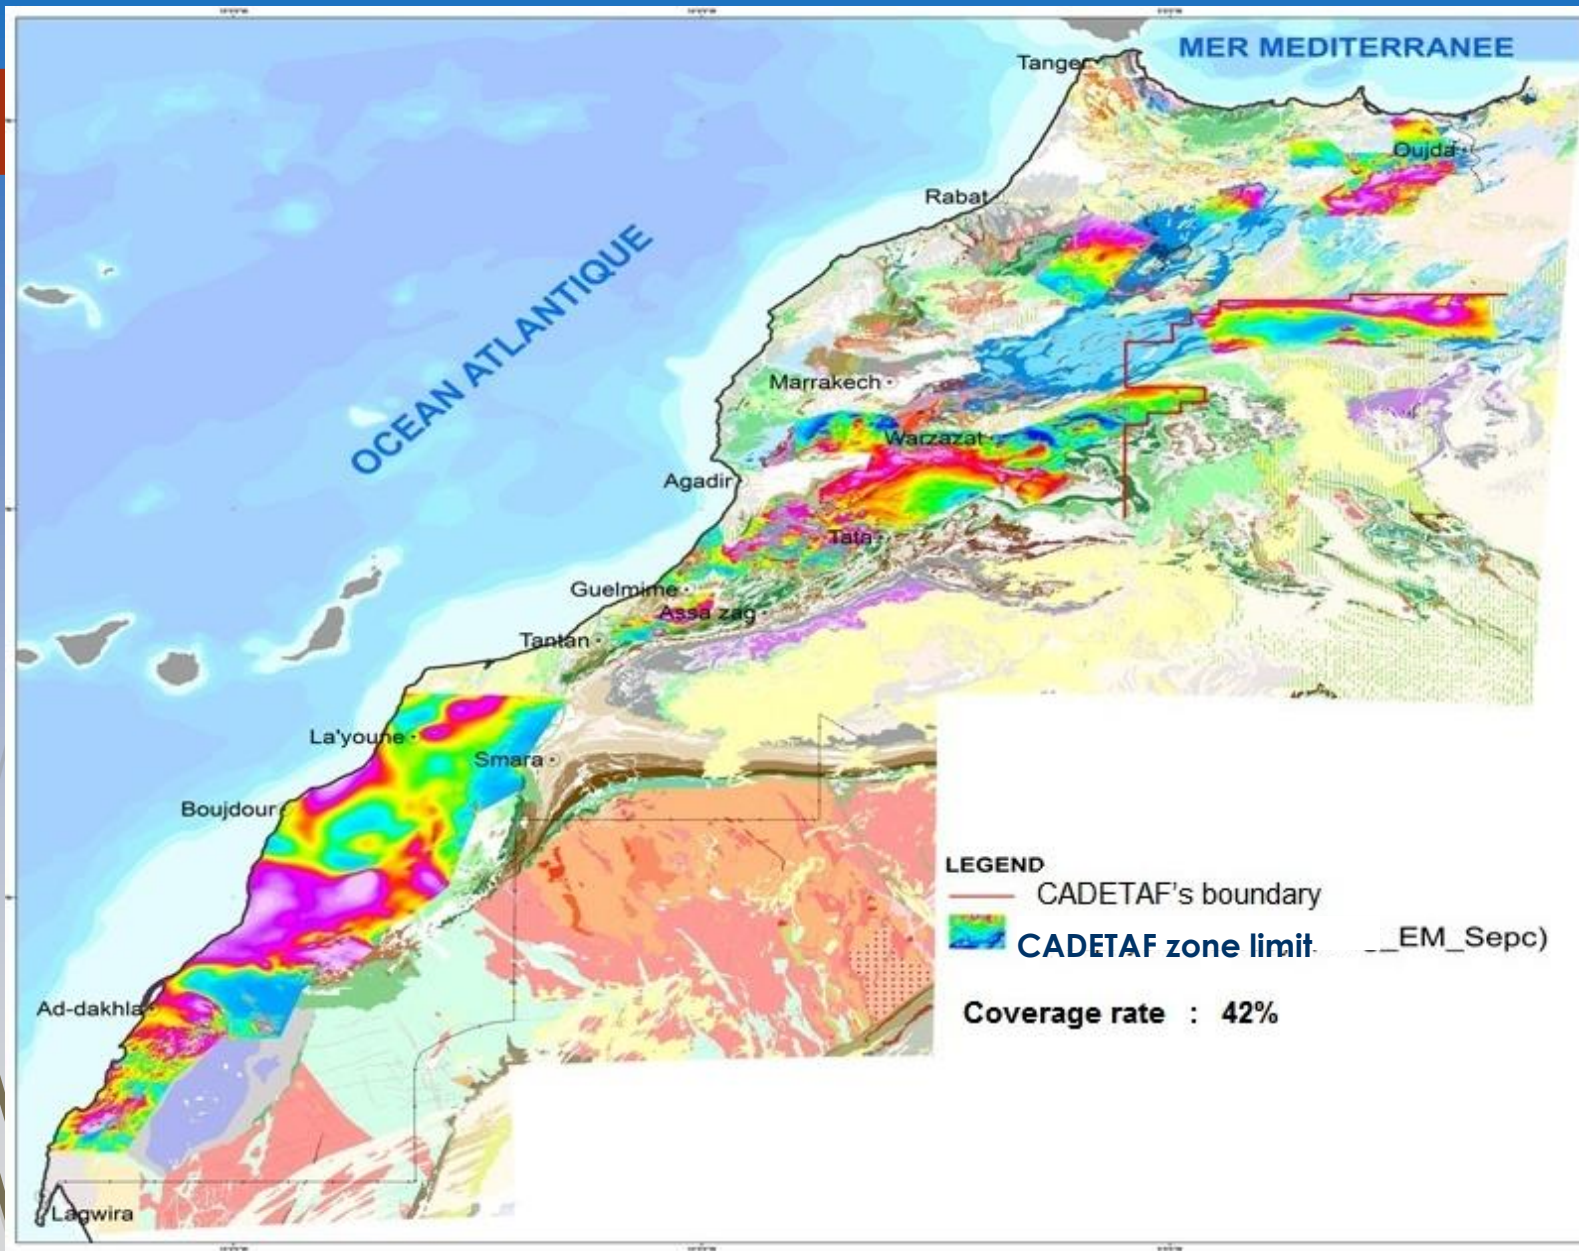 MER MEDITERRANEE
Tanger
Oujda
Rabat
OCEAN ATLANTIQUE
Marrakech
Warzazat
Agadir
Tata
Guelmime
Assa zag
Tantan
La'youne
Smara
Boujdour
LEGEND
CADETAF's boundary
CADETAF zone limit. _EM_Sepc)
Ad-dakhla
Coverage rate : 42%
Lagwira